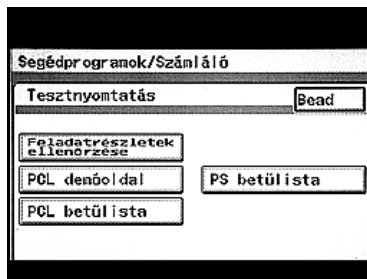 Segédprogramok/Számláló
Tesztnyomtatás
Bead
Feladatrészletek
ellenőrzése
PCL demóoldal
PS betűlista
PCL betűlista